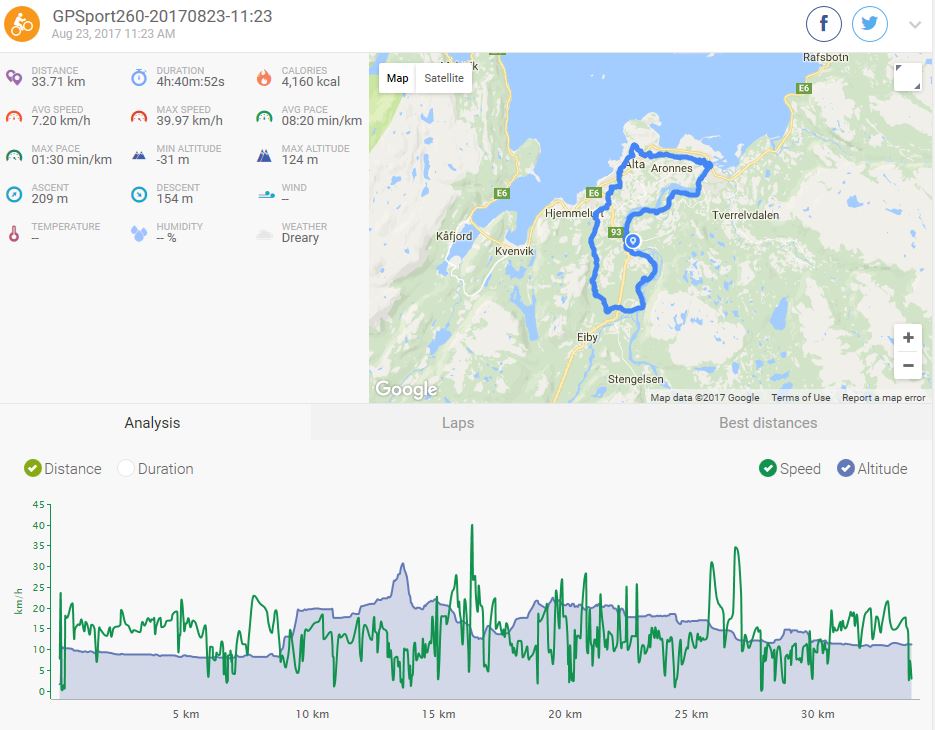 GPSport260-20170823-11:23
Aug 23, 2017 11:23 AM
f
DISTANCE
33.71 km
DURATION
4h:40m:52s
CALORIES
4,160 kcal
AVG SPEED
7.20 km/h
MAX SPEED
39.97 km/h
AVG PACE
08:20 min/km
MAX PACE
01:30 min/km
MIN ALTITUDE
-31 m
MAX ALTITUDE
124 m
ASCENT
209 m
DESCENT
154 m
WIND
--
TEMPERATURE
--
HUMIDITY
-- %
WEATHER
Dreary
Map
Satellite
Rafsbotn
E6
Alta
Aronnes
E6
E6
Hjemmeluft
Tverrelvdalen
93
Kåfjord
Kvenvik
Eiby
Stengelsen
+
−
Google
Map data ©2017 Google
Terms of Use
Report a map error
Analysis
Laps
Best distances
Distance
Duration
Speed
Altitude
km/h
45
40
35
30
25
20
15
10
5
0
5 km
10 km
15 km
20 km
25 km
30 km